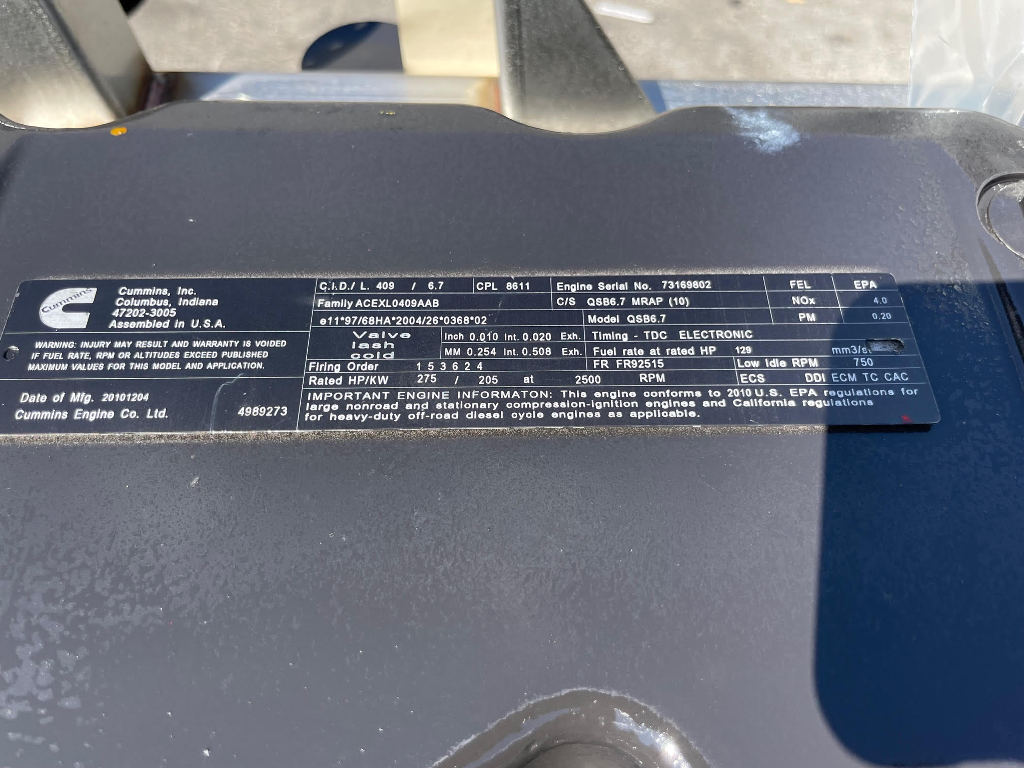 Cummins
Cummins, Inc.
Columbus, Indiana
47202-3005
Assembled in U.S.A.
WARNING: INJURY MAY RESULT AND WARRANTY IS VOIDED
IF FUEL RATE, RPM OR ALTITUDES EXCEED PUBLISHED
MAXIMUM VALUES FOR THIS MODEL AND APPLICATION.
Date of Mfg. 20101204
Cummins Engine Co. Ltd. 4989273
C.I.D./ L. 409 / 6.7 CPL 8611 Engine Serial No. 73169802 FEL EPA
Family ACEXL0409AAB C/S QSB6.7 MRAP (10) NOx 4.0
e11*97/68HA*2004/26*0368*02 Model QSB6.7 PM 0.20
Valve lash cold Inch 0.010 Int. 0.020 Exh. Timing - TDC ELECTRONIC
MM 0.254 Int. 0.508 Exh. Fuel rate at rated HP 129 mm3/st
Firing Order 1 5 3 6 2 4 FR FR92515 Low Idle RPM 750
Rated HP/KW 275 / 205 at 2500 RPM ECS DDI ECM TC CAC
IMPORTANT ENGINE INFORMATON: This engine conforms to 2010 U.S. EPA regulations for
large nonroad and stationary compression-ignition engines and California regulations
for heavy-duty off-road diesel cycle engines as applicable.